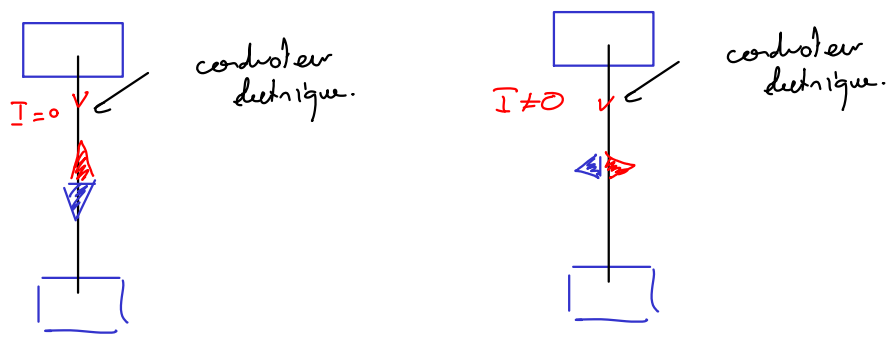 conducteur
électrique.
I=0
conducteur
électrique.
I≠0